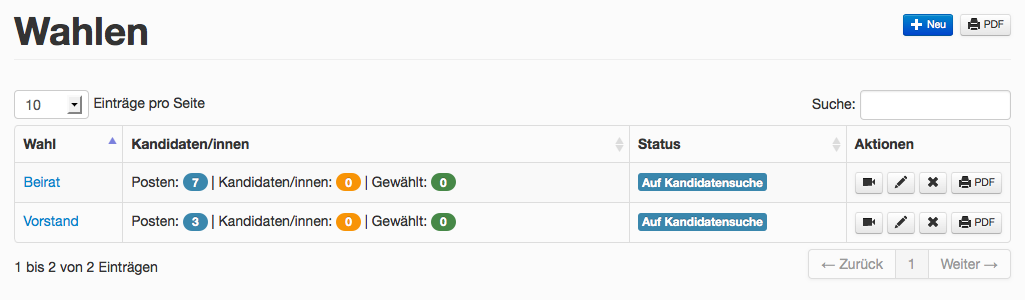 Wahlen
Neu PDF
10 Einträge pro Seite Suche:
Wahl Kandidaten/innen Status Aktionen
Beirat Posten: 7 | Kandidaten/innen: 0 | Gewählt: 0 Auf Kandidatensuche PDF
Vorstand Posten: 3 | Kandidaten/innen: 0 | Gewählt: 0 Auf Kandidatensuche PDF
1 bis 2 von 2 Einträgen ← Zurück 1 Weiter →